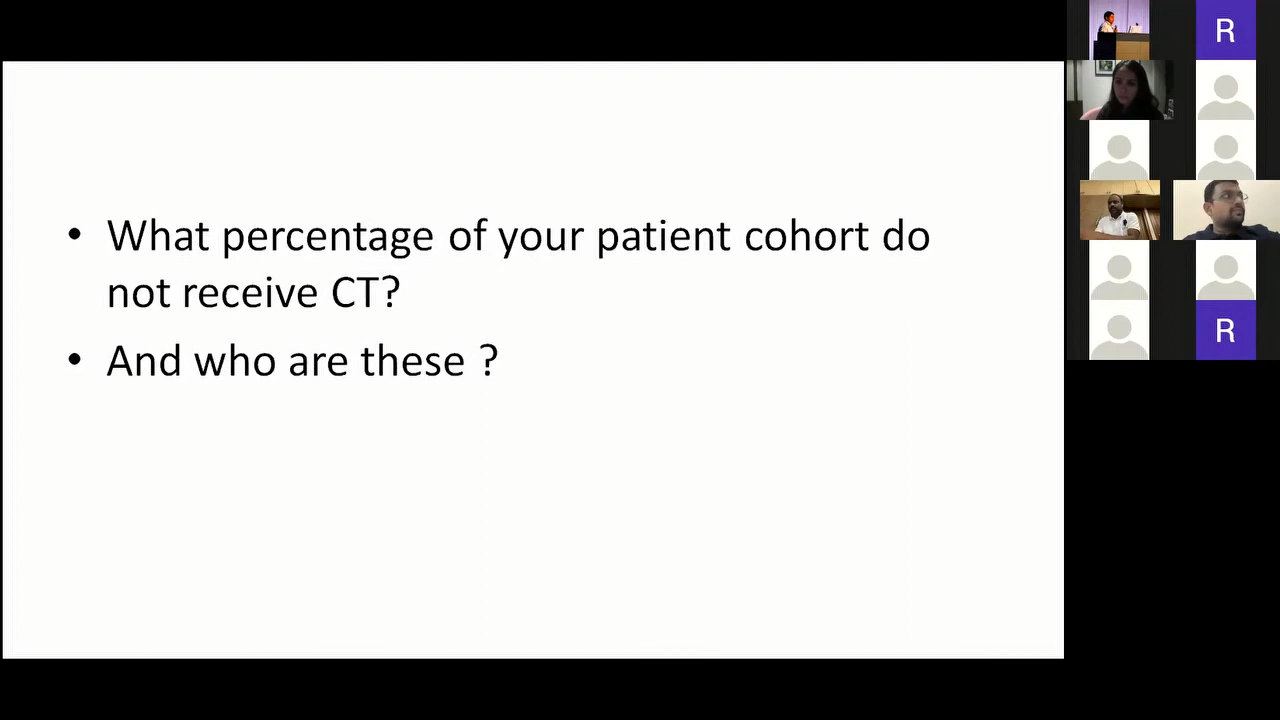 • What percentage of your patient cohort do
not receive CT?
• And who are these ?
R
R